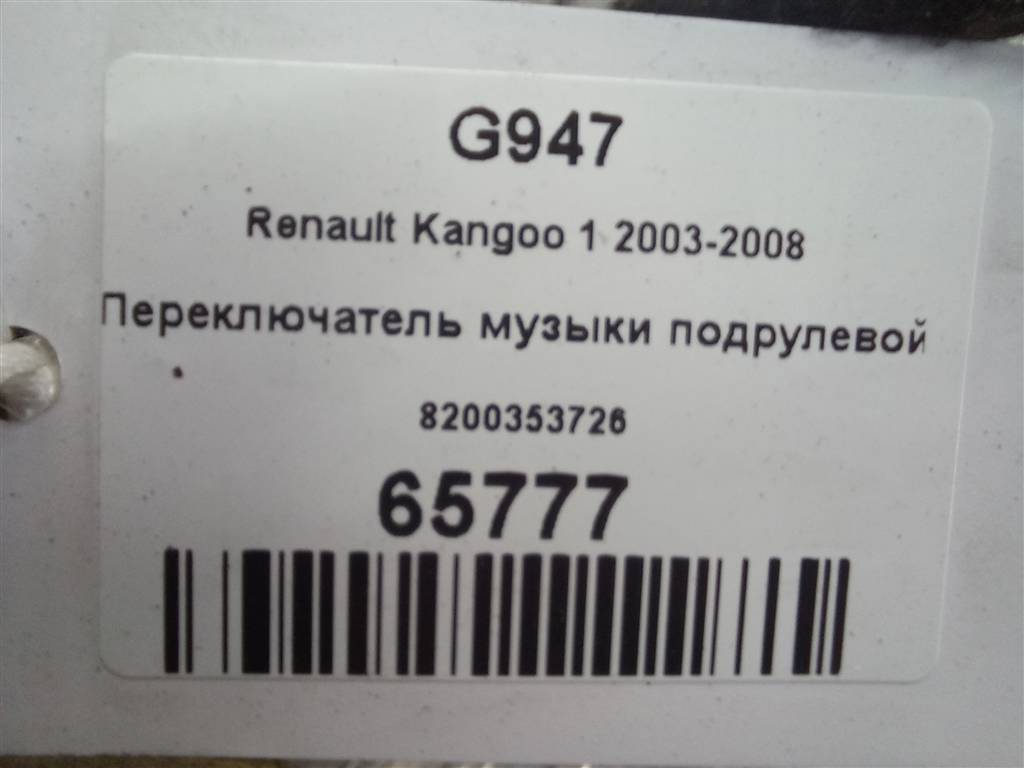 G947
Renault Kangoo 1 2003-2008
Переключатель музыки подрулевой
8200353726
65777